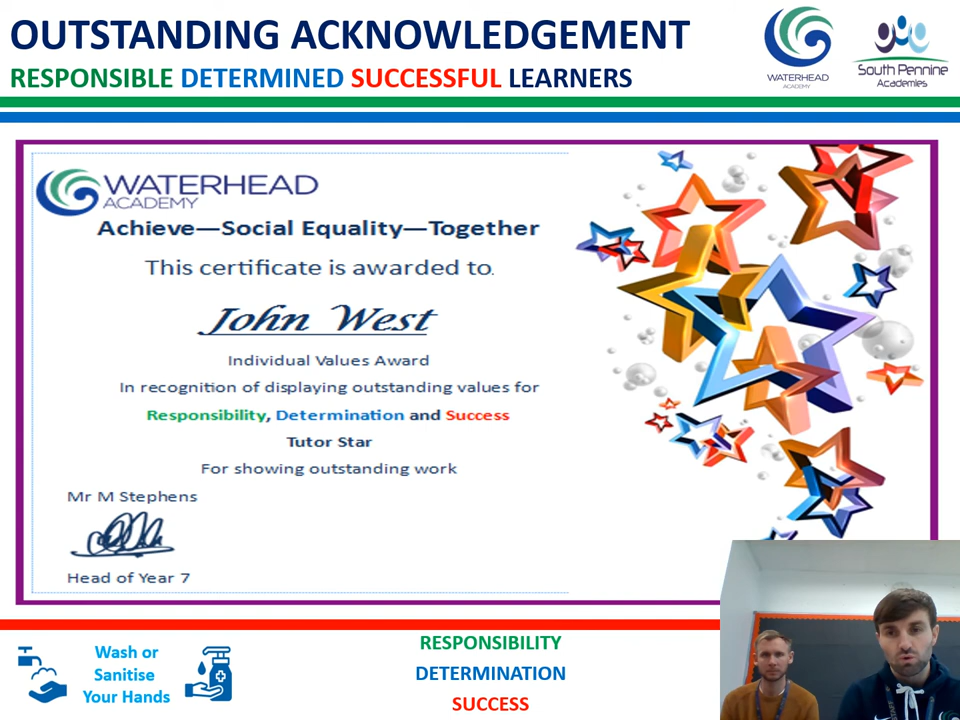 OUTSTANDING ACKNOWLEDGEMENT
RESPONSIBLE DETERMINED SUCCESSFUL LEARNERS
WATERHEAD
ACADEMY
South Pennine
Academies
WATERHEAD
ACADEMY
Achieve—Social Equality—Together
This certificate is awarded to.
John West
Individual Values Award
In recognition of displaying outstanding values for
Responsibility, Determination and Success
Tutor Star
For showing outstanding work
Mr M Stephens
Head of Year 7
Wash or
Sanitise
Your Hands
RESPONSIBILITY
DETERMINATION
SUCCESS